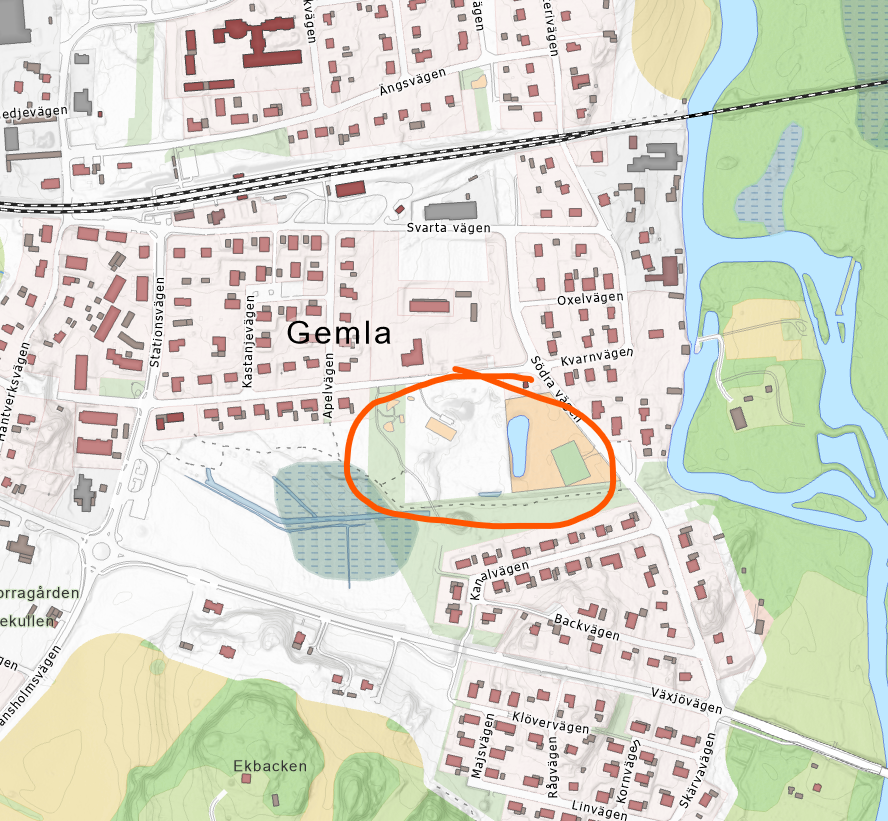 Ängsvägen
edjevägen
Svarta vägen
Stationsvägen
Kastanjevägen
Apelvägen
Gemla
Oxelvägen
Kvarnvägen
Södra vägen
Hantverksvägen
Kanalvägen
Backvägen
orragården
ekullen
ansholmsvägen
Växjövägen
Klövervägen
Majsvägen
Rågvägen
Kornvägen
Skärvavägen
Linvägen
Ekbacken